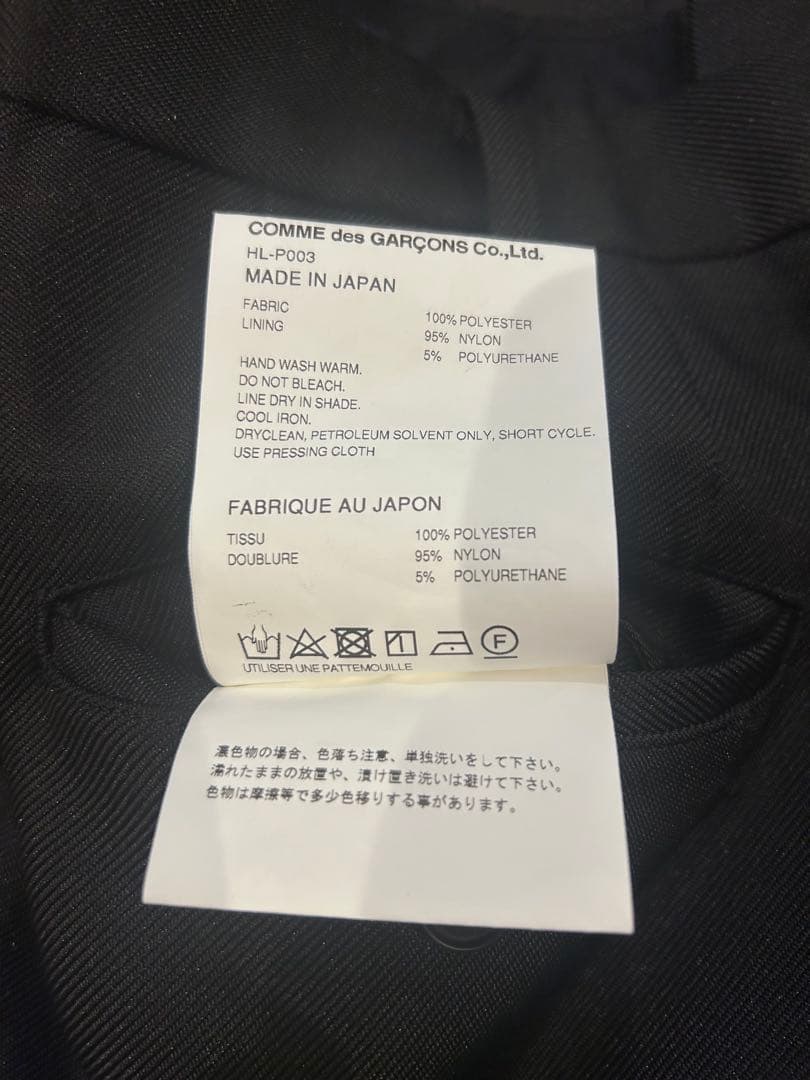 COMME des GARÇONS Co.,Ltd.
HL-P003
MADE IN JAPAN
FABRIC 100% POLYESTER
LINING 95% NYLON
5% POLYURETHANE
HAND WASH WARM.
DO NOT BLEACH.
LINE DRY IN SHADE.
COOL IRON.
DRYCLEAN, PETROLEUM SOLVENT ONLY, SHORT CYCLE.
USE PRESSING CLOTH
FABRIQUE AU JAPON
TISSU 100% POLYESTER
DOUBLURE 95% NYLON
5% POLYURETHANE
F
UTILISER UNE PATTEMOUILLE
濃色物の場合、色落ち注意、単独洗いをして下さい。
濡れたままの放置や、漬け置き洗いは避けて下さい。
色物は摩擦等で多少色移りする事があります。